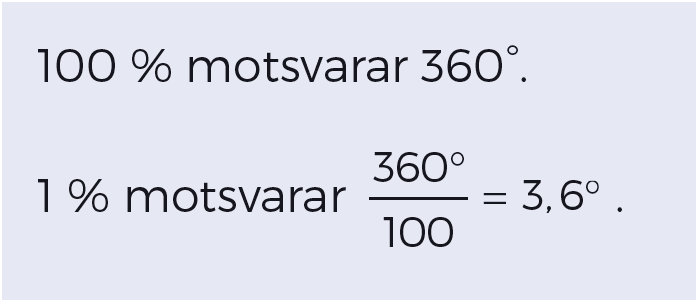 100 % motsvarar 360°.
1 % motsvarar 360°/100 = 3,6° .